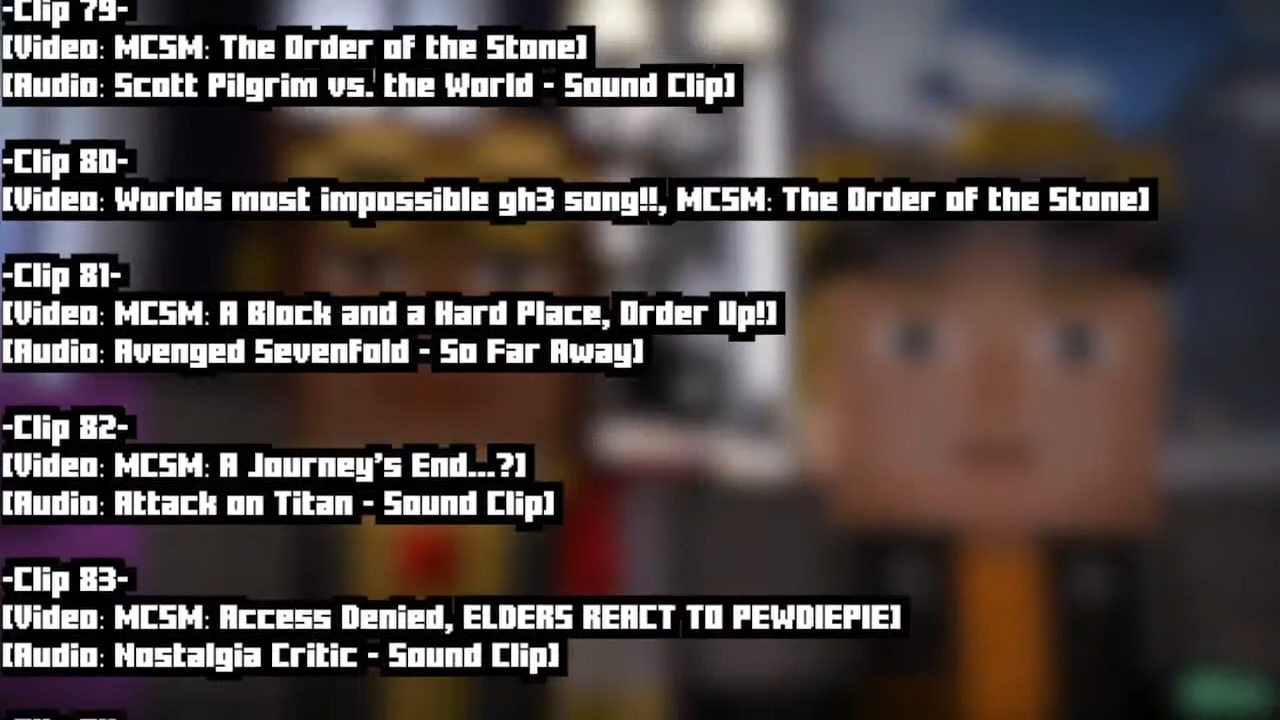 -Clip 79-
[Video: MCSM: The Order of the Stone]
[Audio: Scott Pilgrim vs. the World - Sound Clip]
-Clip 80-
[Video: Worlds most impossible gh3 song!!, MCSM: The Order of the Stone]
-Clip 81-
[Video: MCSM: A Block and a Hard Place, Order Up!]
[Audio: Avenged Sevenfold - So Far Away]
-Clip 82-
[Video: MCSM: A Journey's End...?]
[Audio: Attack on Titan - Sound Clip]
-Clip 83-
[Video: MCSM: Access Denied, ELDERS REACT TO PEWDIEPIE]
[Audio: Nostalgia Critic - Sound Clip]